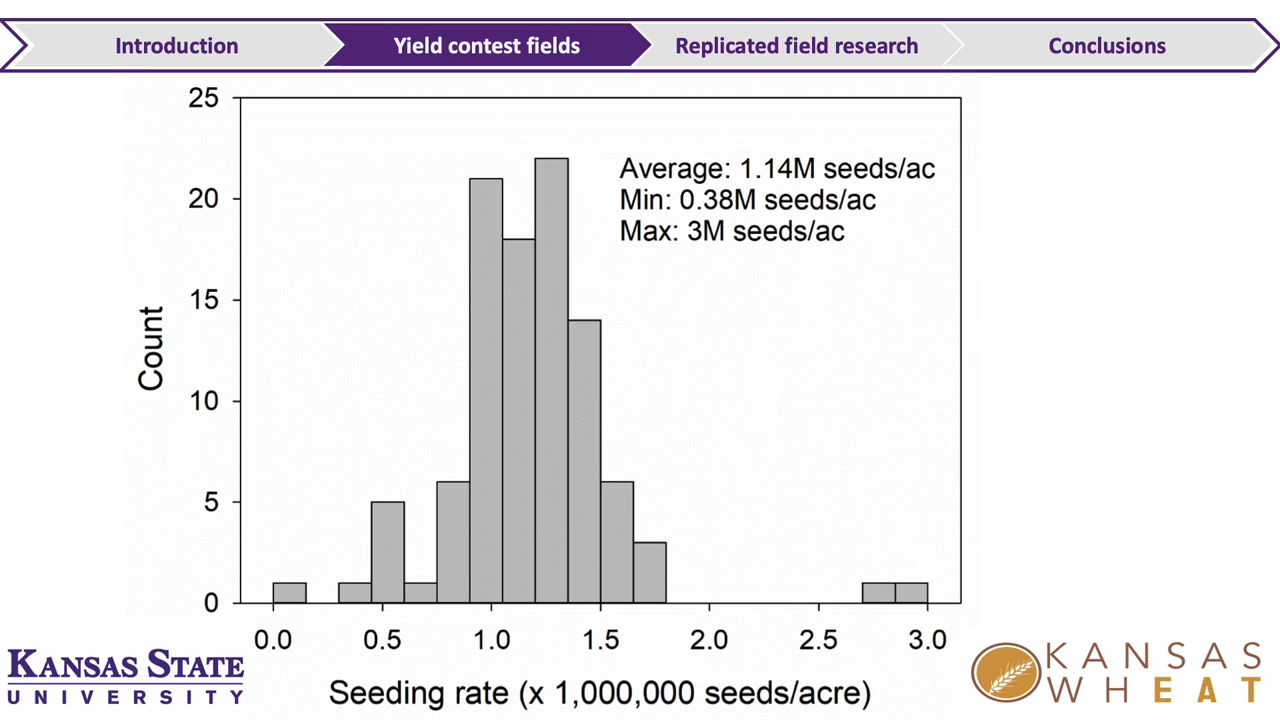 Introduction
Yield contest fields
Replicated field research
Conclusions
25
20
15
10
5
0
Count
Average: 1.14M seeds/ac
Min: 0.38M seeds/ac
Max: 3M seeds/ac
0.0 0.5 1.0 1.5 2.0 2.5 3.0
Seeding rate (x 1,000,000 seeds/acre)
KANSAS STATE
UNIVERSITY
KANSAS
WHEAT